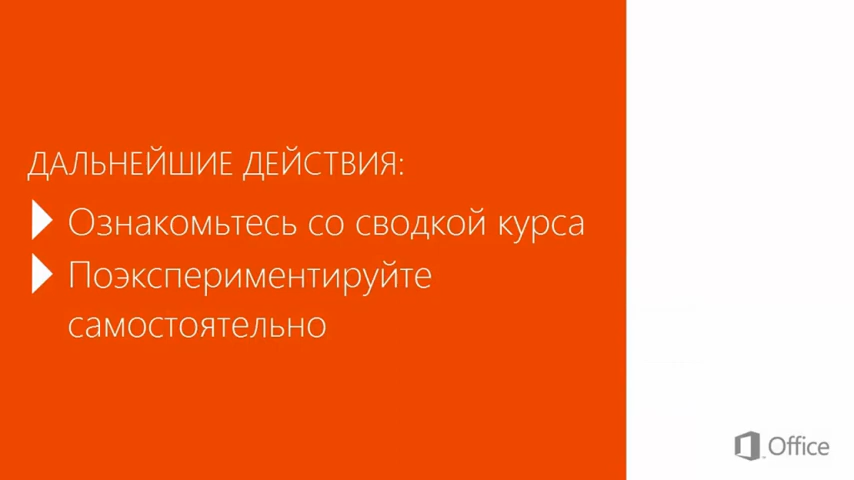 ДАЛЬНЕЙШИЕ ДЕЙСТВИЯ:
Ознакомьтесь со сводкой курса
Поэкспериментируйте
самостоятельно
Office